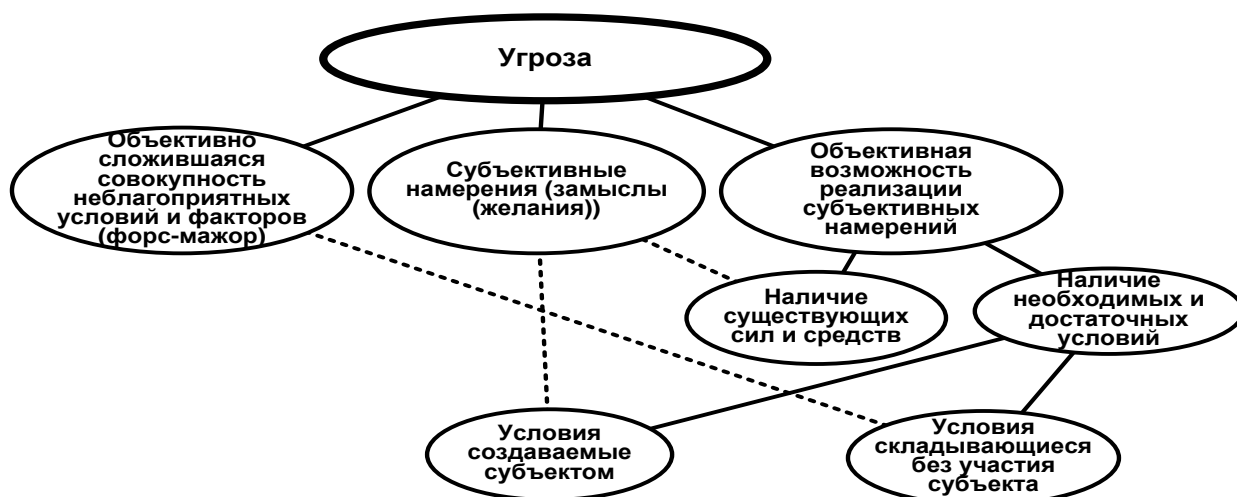 Угроза
Объективно
сложившаяся
совокупность
неблагоприятных
условий и факторов
(форс-мажор)
Субъективные
намерения (замыслы
(желания))
Объективная
возможность
реализации
субъективных
намерений
Наличие
существующих
сил и средств
Наличие
необходимых и
достаточных
условий
Условия
создаваемые
субъектом
Условия
складывающиеся
без участия
субъекта